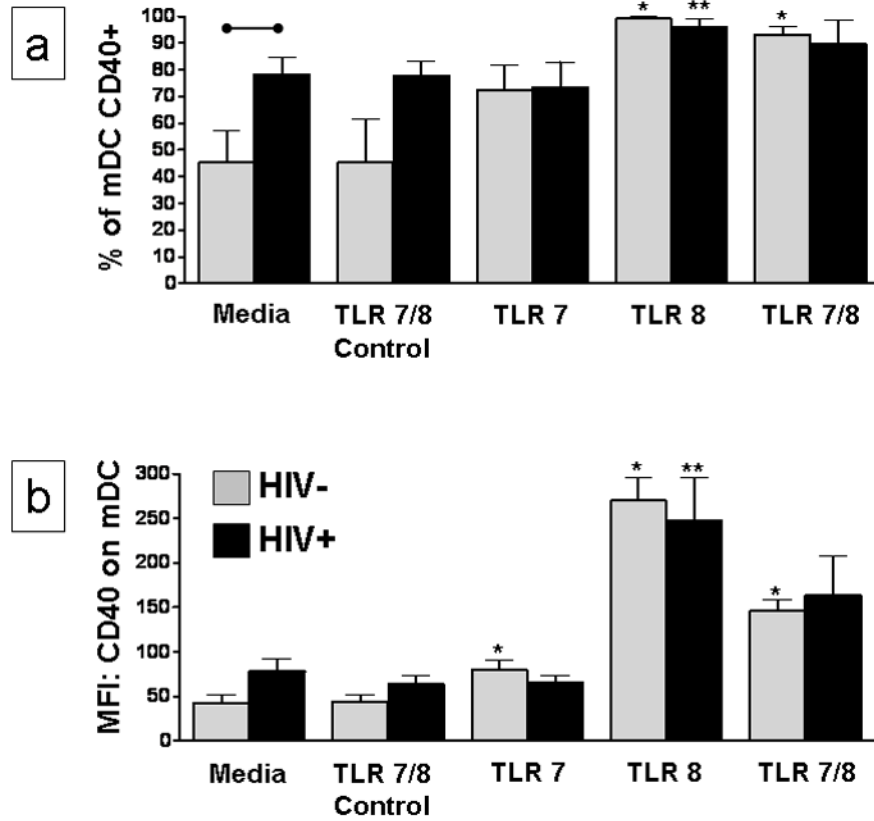 a
% of mDC CD40+
100
90
80
70
60
50
40
30
20
10
0
* ** *
Media TLR 7/8 Control TLR 7 TLR 8 TLR 7/8
b
MFI: CD40 on mDC
300
250
200
150
100
50
0
HIV-
HIV+
* * ** *
Media TLR 7/8 Control TLR 7 TLR 8 TLR 7/8